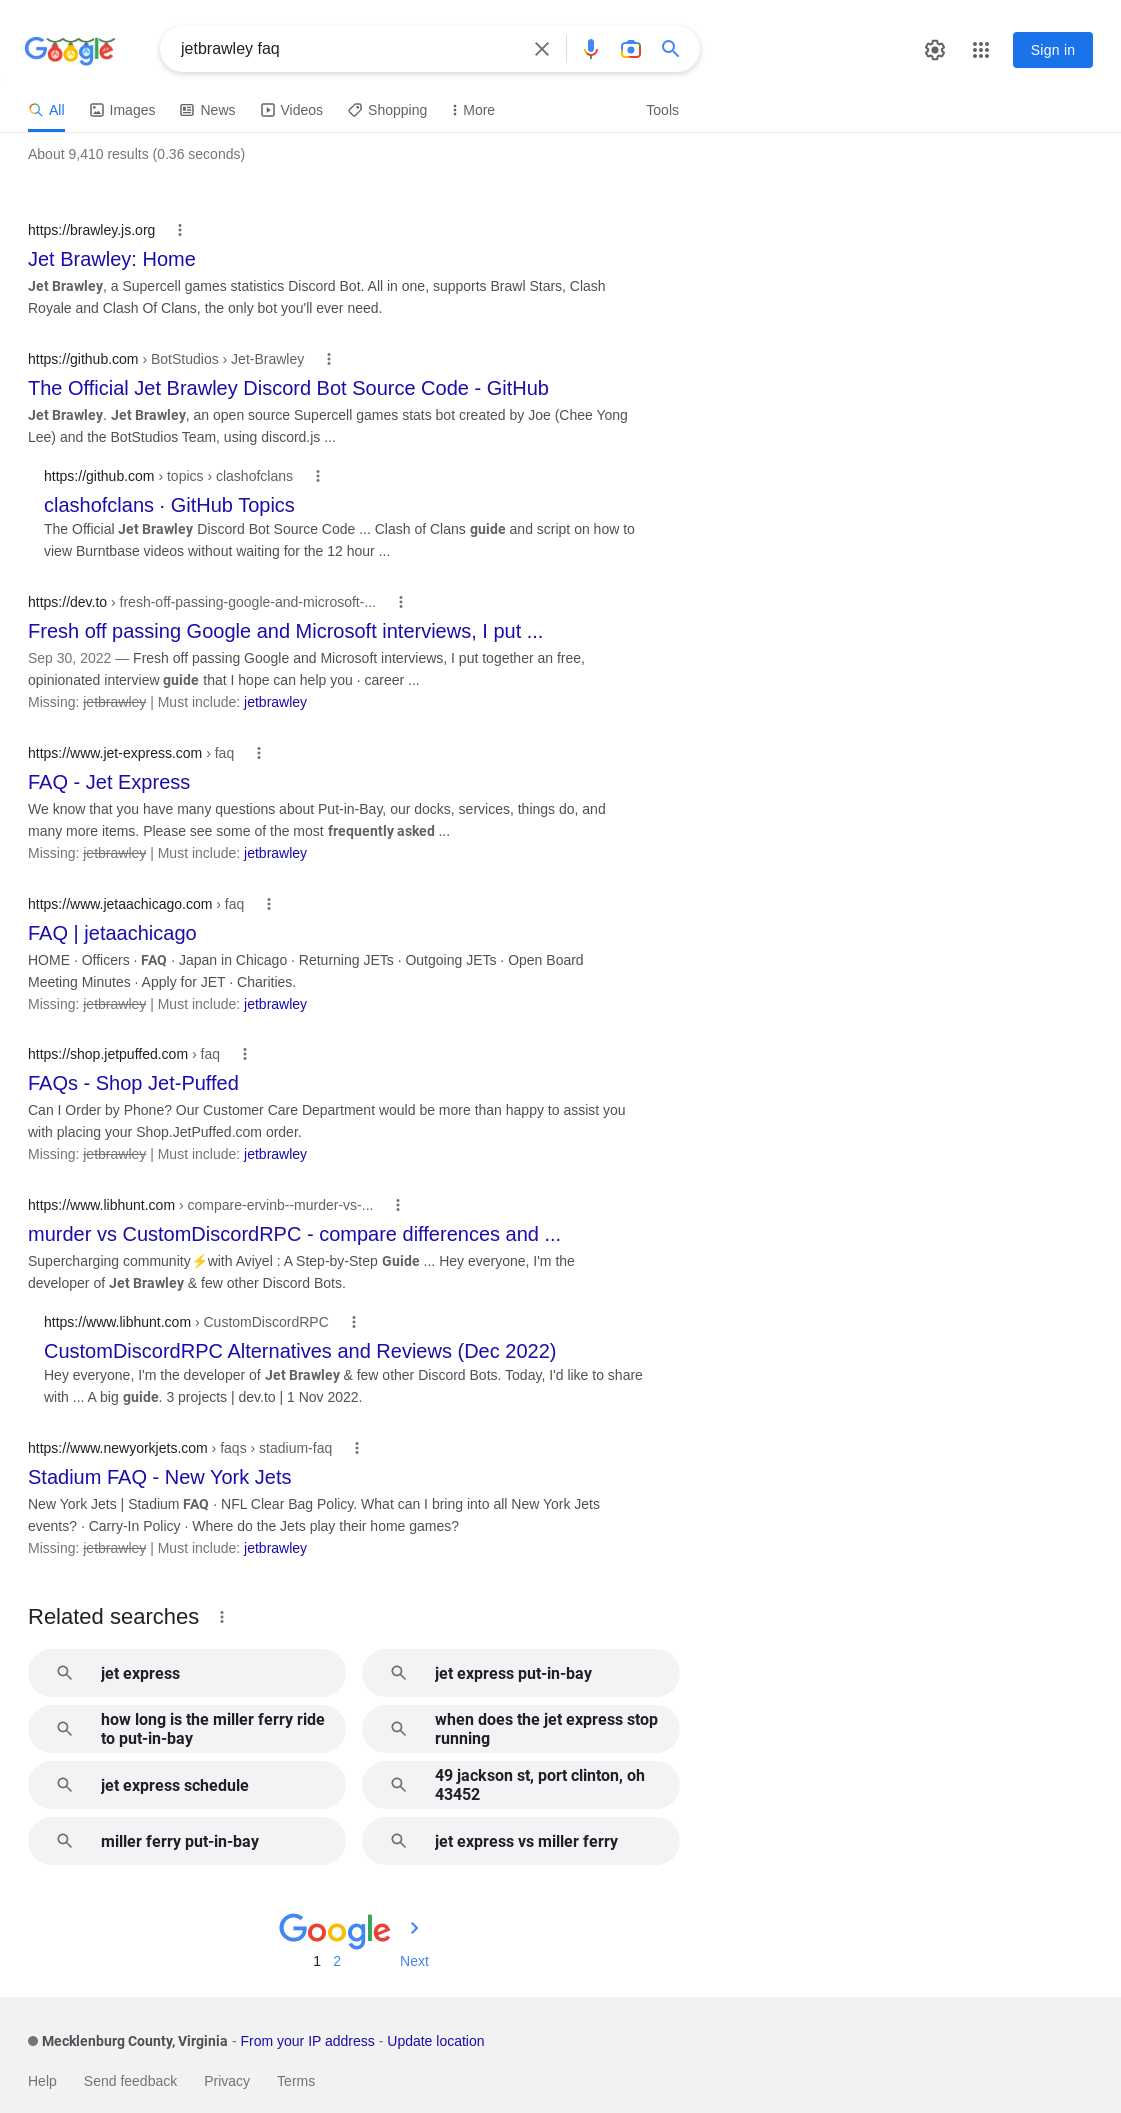 Google
jetbrawley faq
Sign in
All
Images
News
Videos
Shopping
More
Tools
About 9,410 results (0.36 seconds)
https://brawley.js.org
Jet Brawley: Home
Jet Brawley, a Supercell games statistics Discord Bot. All in one, supports Brawl Stars, Clash
Royale and Clash Of Clans, the only bot you'll ever need.
https://github.com › BotStudios › Jet-Brawley
The Official Jet Brawley Discord Bot Source Code - GitHub
Jet Brawley. Jet Brawley, an open source Supercell games stats bot created by Joe (Chee Yong
Lee) and the BotStudios Team, using discord.js ...
https://github.com › topics › clashofclans
clashofclans · GitHub Topics
The Official Jet Brawley Discord Bot Source Code ... Clash of Clans guide and script on how to
view Burntbase videos without waiting for the 12 hour ...
https://dev.to › fresh-off-passing-google-and-microsoft-...
Fresh off passing Google and Microsoft interviews, I put ...
Sep 30, 2022 — Fresh off passing Google and Microsoft interviews, I put together an free,
opinionated interview guide that I hope can help you · career ...
Missing: jetbrawley | Must include: jetbrawley
https://www.jet-express.com › faq
FAQ - Jet Express
We know that you have many questions about Put-in-Bay, our docks, services, things do, and
many more items. Please see some of the most frequently asked ...
Missing: jetbrawley | Must include: jetbrawley
https://www.jetaachicago.com › faq
FAQ | jetaachicago
HOME · Officers · FAQ · Japan in Chicago · Returning JETs · Outgoing JETs · Open Board
Meeting Minutes · Apply for JET · Charities.
Missing: jetbrawley | Must include: jetbrawley
https://shop.jetpuffed.com › faq
FAQs - Shop Jet-Puffed
Can I Order by Phone? Our Customer Care Department would be more than happy to assist you
with placing your Shop.JetPuffed.com order.
Missing: jetbrawley | Must include: jetbrawley
https://www.libhunt.com › compare-ervinb--murder-vs-...
murder vs CustomDiscordRPC - compare differences and ...
Supercharging community⚡with Aviyel : A Step-by-Step Guide ... Hey everyone, I'm the
developer of Jet Brawley & few other Discord Bots.
https://www.libhunt.com › CustomDiscordRPC
CustomDiscordRPC Alternatives and Reviews (Dec 2022)
Hey everyone, I'm the developer of Jet Brawley & few other Discord Bots. Today, I'd like to share
with ... A big guide. 3 projects | dev.to | 1 Nov 2022.
https://www.newyorkjets.com › faqs › stadium-faq
Stadium FAQ - New York Jets
New York Jets | Stadium FAQ · NFL Clear Bag Policy. What can I bring into all New York Jets
events? · Carry-In Policy · Where do the Jets play their home games?
Missing: jetbrawley | Must include: jetbrawley
Related searches
jet express
jet express put-in-bay
how long is the miller ferry ride
to put-in-bay
when does the jet express stop
running
jet express schedule
49 jackson st, port clinton, oh
43452
miller ferry put-in-bay
jet express vs miller ferry
Google
1 2 Next
Mecklenburg County, Virginia - From your IP address - Update location
Help Send feedback Privacy Terms